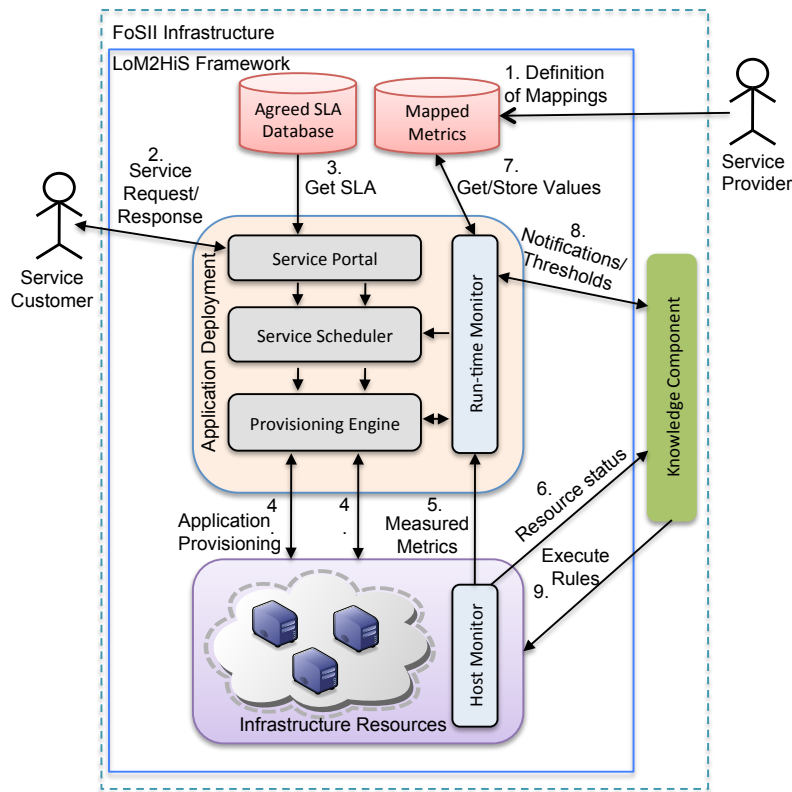 FoSII Infrastructure
LoM2HiS Framework
1. Definition
of Mappings
Agreed SLA
Database
Mapped
Metrics
Service
Provider
2.
Service
Request/
Response
3.
Get SLA
7.
Get/Store Values
Service
Customer
8.
Notifications/
Thresholds
Application Deployment
Service Portal
Service Scheduler
Provisioning Engine
Run-time Monitor
Knowledge Component
4
.
4
.
Application
Provisioning
5.
Measured
Metrics
6.
Resource status
Execute
Rules
9.
Host Monitor
Infrastructure Resources